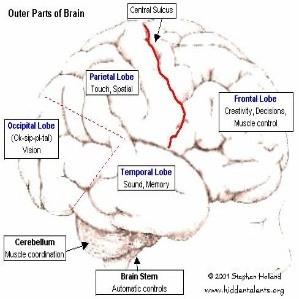 Outer Parts of Brain
Central Sulcus
Parietal Lobe
Touch, Spatial
Frontal Lobe
Creativity, Decisions,
Muscle control
Occipital Lobe
(Ok-sip-pi-tal)
Vision
Temporal Lobe
Sound, Memory
Cerebellum
Muscle coordination
Brain Stem
Automatic controls
© 2001 Stephen Holland
www.hiddentalents.org